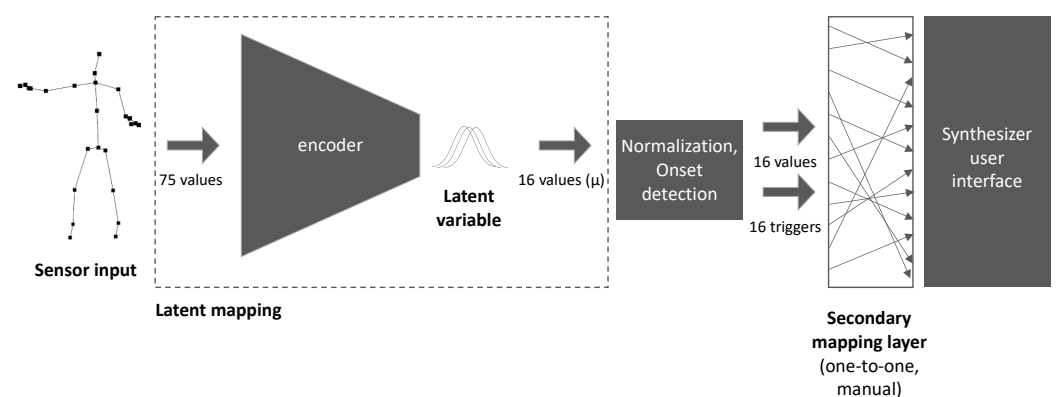 Sensor input
75 values
encoder
Latent
variable
16 values (μ)
Latent mapping
Normalization,
Onset
detection
16 values
16 triggers
Secondary
mapping layer
(one-to-one,
manual)
Synthesizer
user
interface